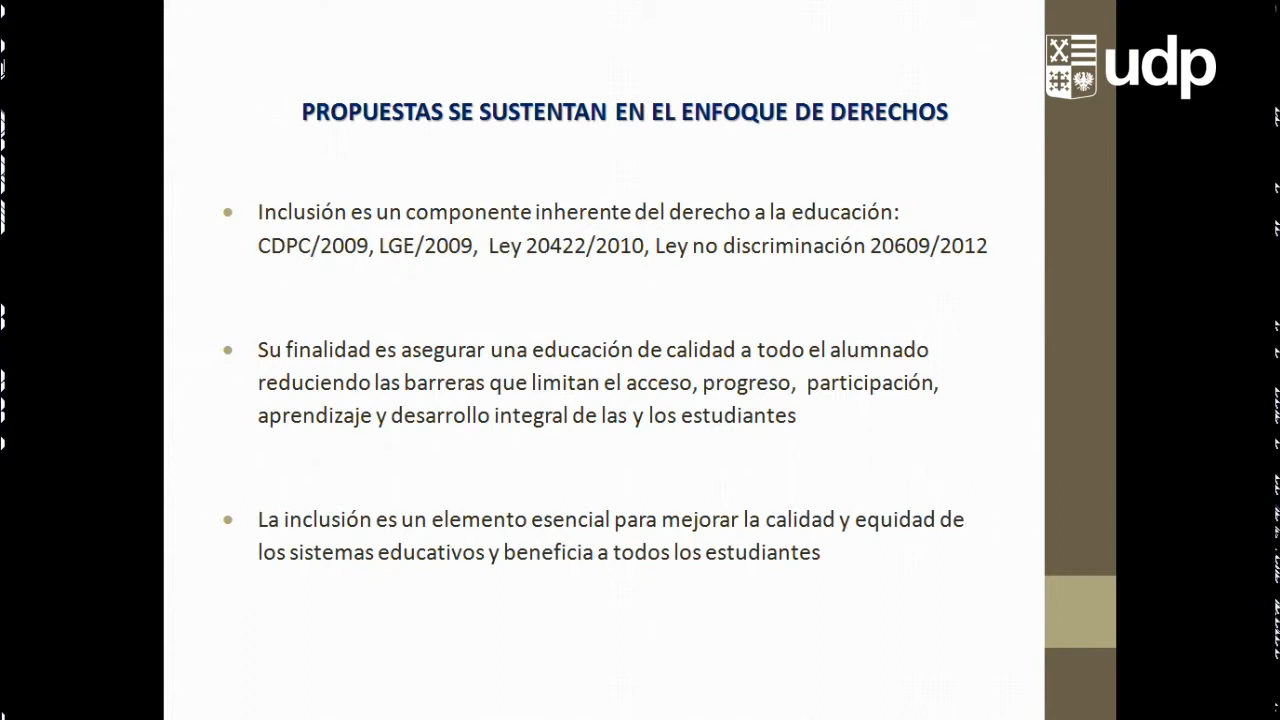 udp
PROPUESTAS SE SUSTENTAN EN EL ENFOQUE DE DERECHOS
Inclusión es un componente inherente del derecho a la educación:
CDPC/2009, LGE/2009, Ley 20422/2010, Ley no discriminación 20609/2012
Su finalidad es asegurar una educación de calidad a todo el alumnado
reduciendo las barreras que limitan el acceso, progreso, participación,
aprendizaje y desarrollo integral de las y los estudiantes
La inclusión es un elemento esencial para mejorar la calidad y equidad de
los sistemas educativos y beneficia a todos los estudiantes